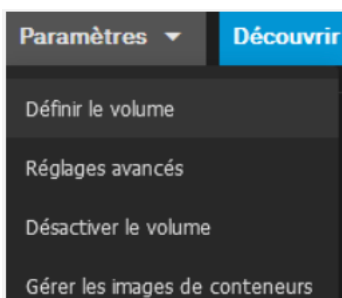 Paramètres Découvrir
Définir le volume
Réglages avancés
Désactiver le volume
Gérer les images de conteneurs